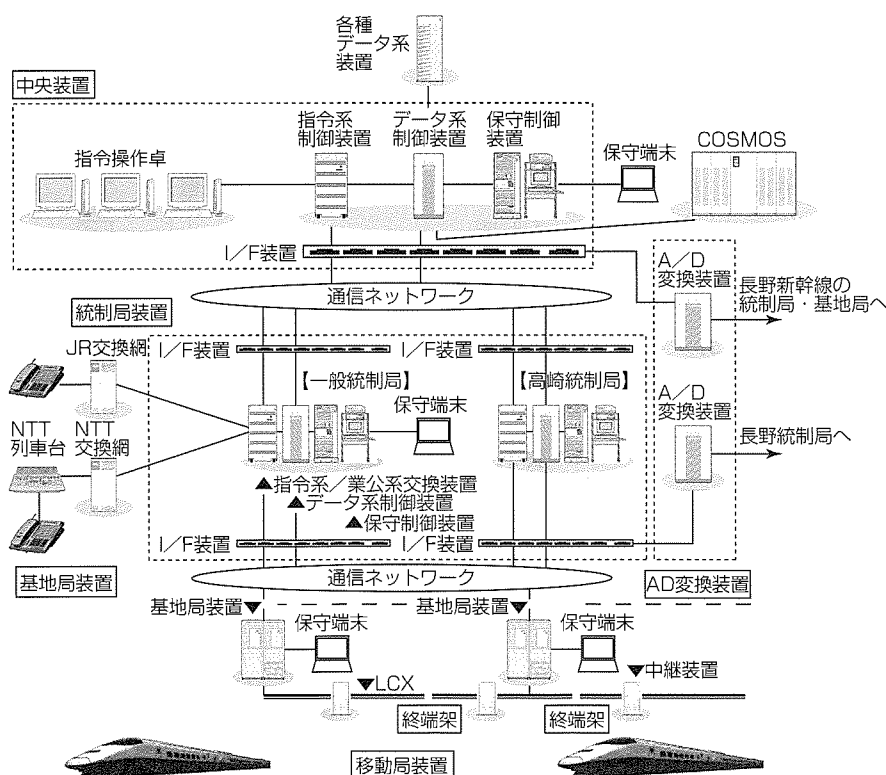 各種
データ系
装置
中央装置
指令系
制御装置
データ系
制御装置
保守制御
装置
指令操作卓
保守端末
COSMOS
I/F装置
A/D
変換装置
長野新幹線の
統制局・基地局へ
通信ネットワーク
統制局装置
JR交換網
I/F装置
I/F装置
【一般統制局】
【高崎統制局】
保守端末
A/D
変換装置
長野統制局へ
NTT
列車台
NTT
交換網
▲指令系/業公系交換装置
▲データ系制御装置
▲保守制御装置
I/F装置
I/F装置
基地局装置
通信ネットワーク
AD変換装置
基地局装置▼
基地局装置▼
保守端末
保守端末
▼LCX
▼中継装置
終端架
終端架
移動局装置